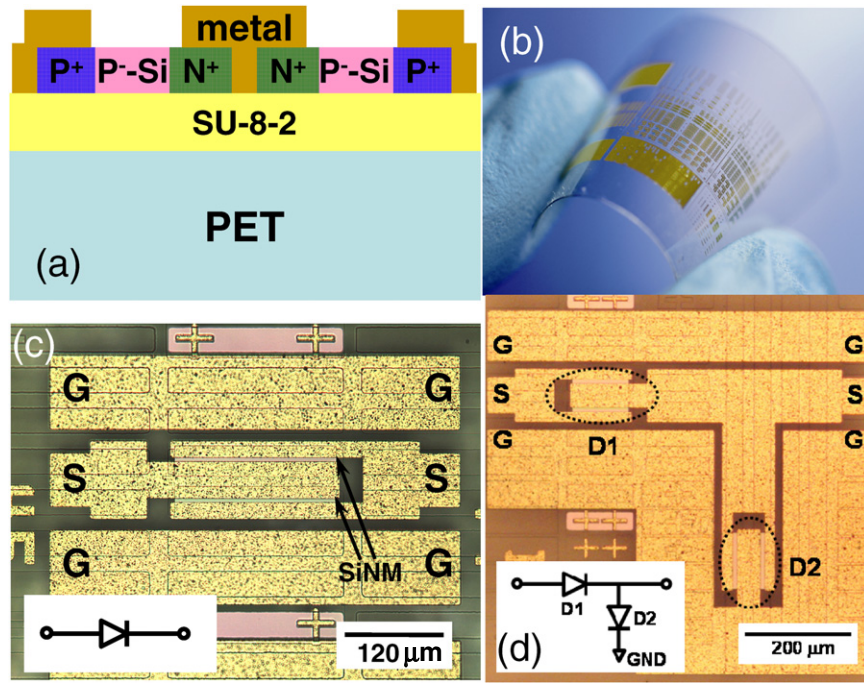 metal
P⁺ P⁻-Si N⁺ N⁺ P⁻-Si P⁺
SU-8-2
PET
(a)
(b)
(c)
G G
S S
G G
SiNM
120 µm
G G
S S
G G
D1
D2
D1
D2
GND
(d)
200 µm